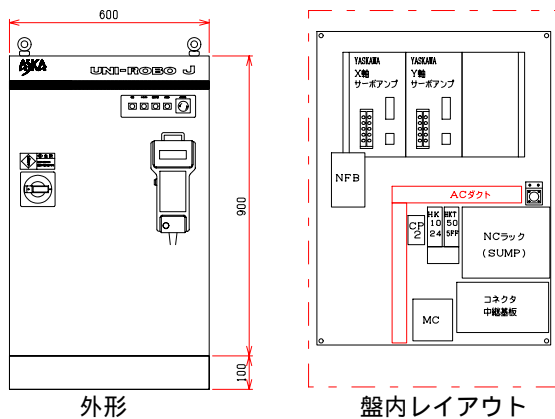 600
ASKA
UNI-ROBO J
900
100
外形
YASKAWA
X軸
サーボアンプ
YASKAWA
Y軸
サーボアンプ
NFB
ACダクト
CP
2
HK
10
24
HKT
50
5PP
NCラック
(SUMP)
MC
コネクタ
中継基板
盤内レイアウト